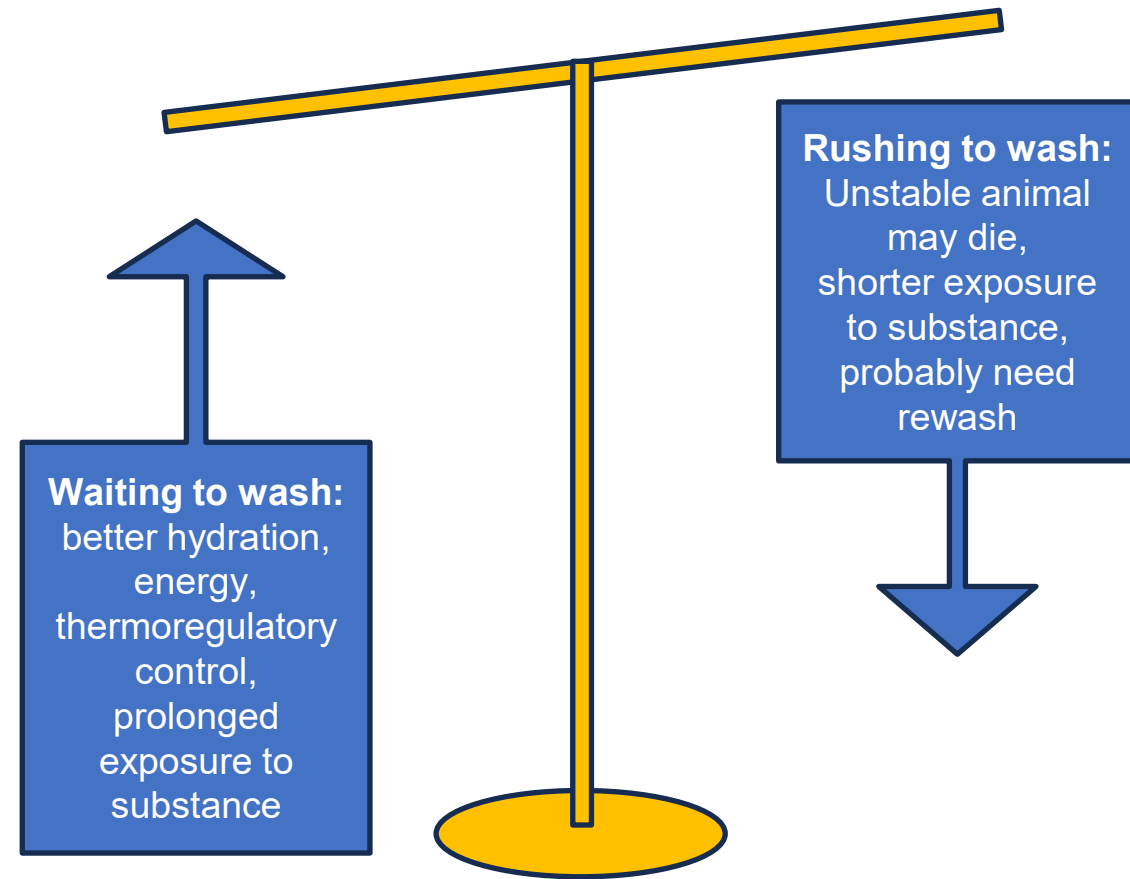 Waiting to wash:
better hydration,
energy,
thermoregulatory
control,
prolonged
exposure to
substance
Rushing to wash:
Unstable animal
may die,
shorter exposure
to substance,
probably need
rewash